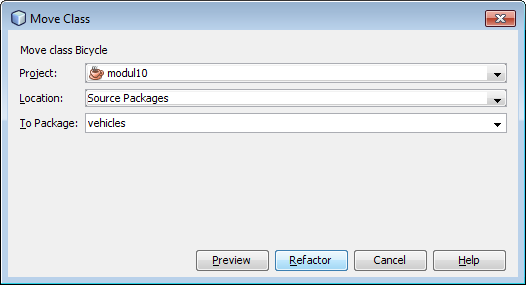 Move Class
Move class Bicycle
Project: modul10
Location: Source Packages
To Package: vehicles
Preview Refactor Cancel Help